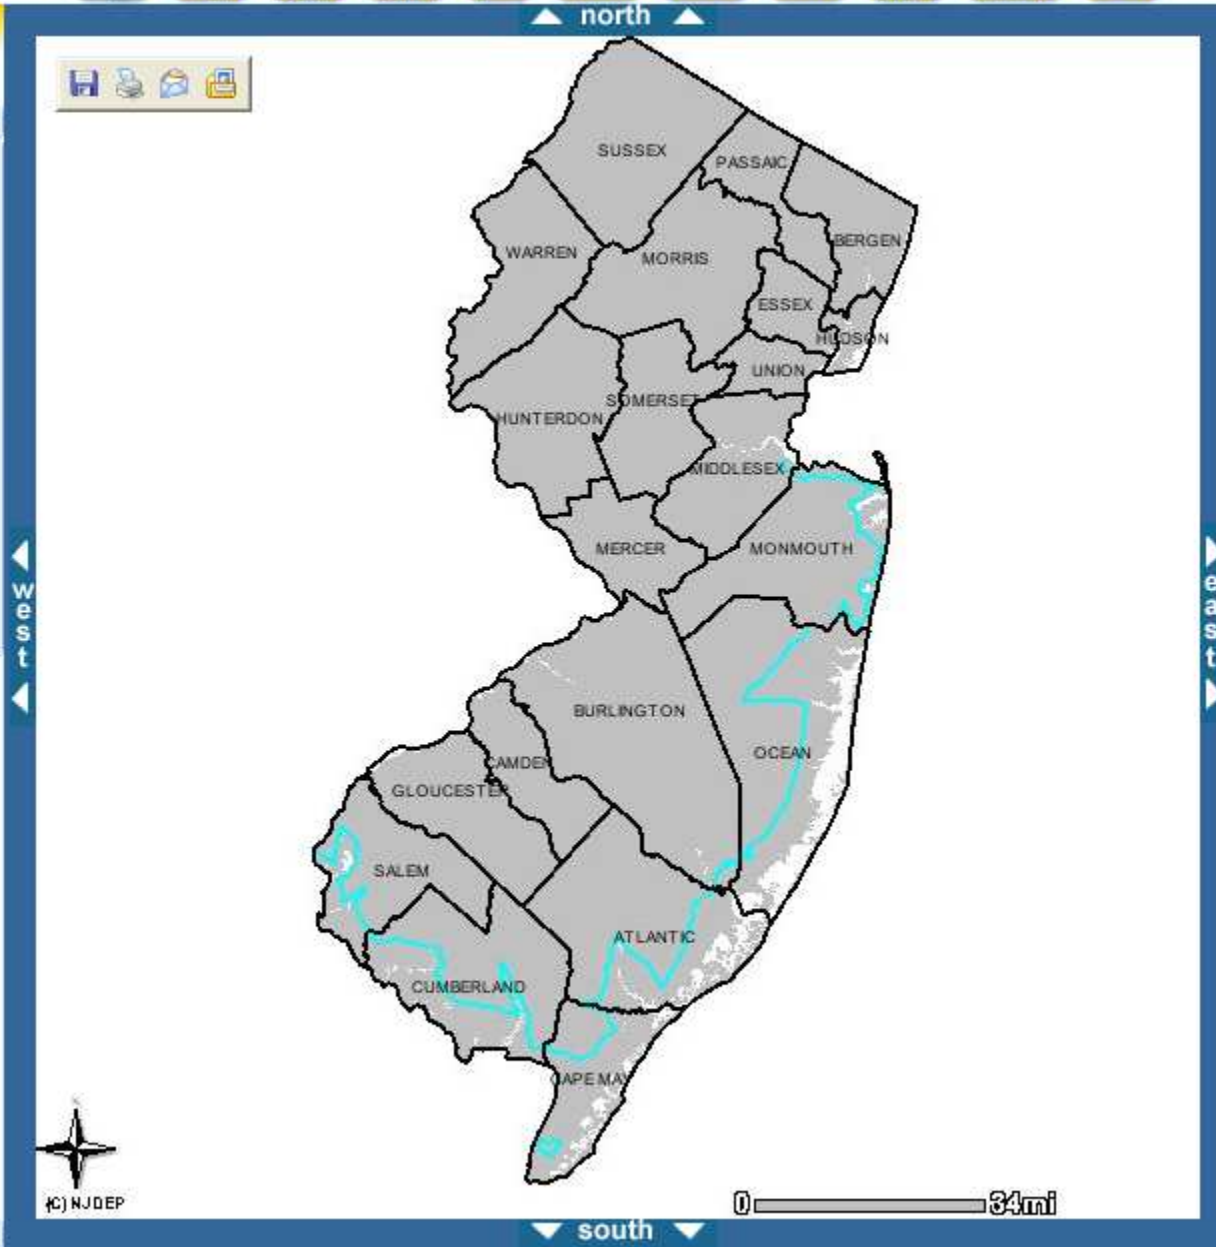 north
SUSSEX
PASSAIC
BERGEN
WARREN
MORRIS
ESSEX
HUDSON
UNION
SOMERSET
HUNTERDON
MIDDLESEX
MERCER
MONMOUTH
west
east
BURLINGTON
OCEAN
CAMDEN
GLOUCESTER
SALEM
ATLANTIC
CUMBERLAND
CAPE MAY
(C) NJDEP
0 34mi
south